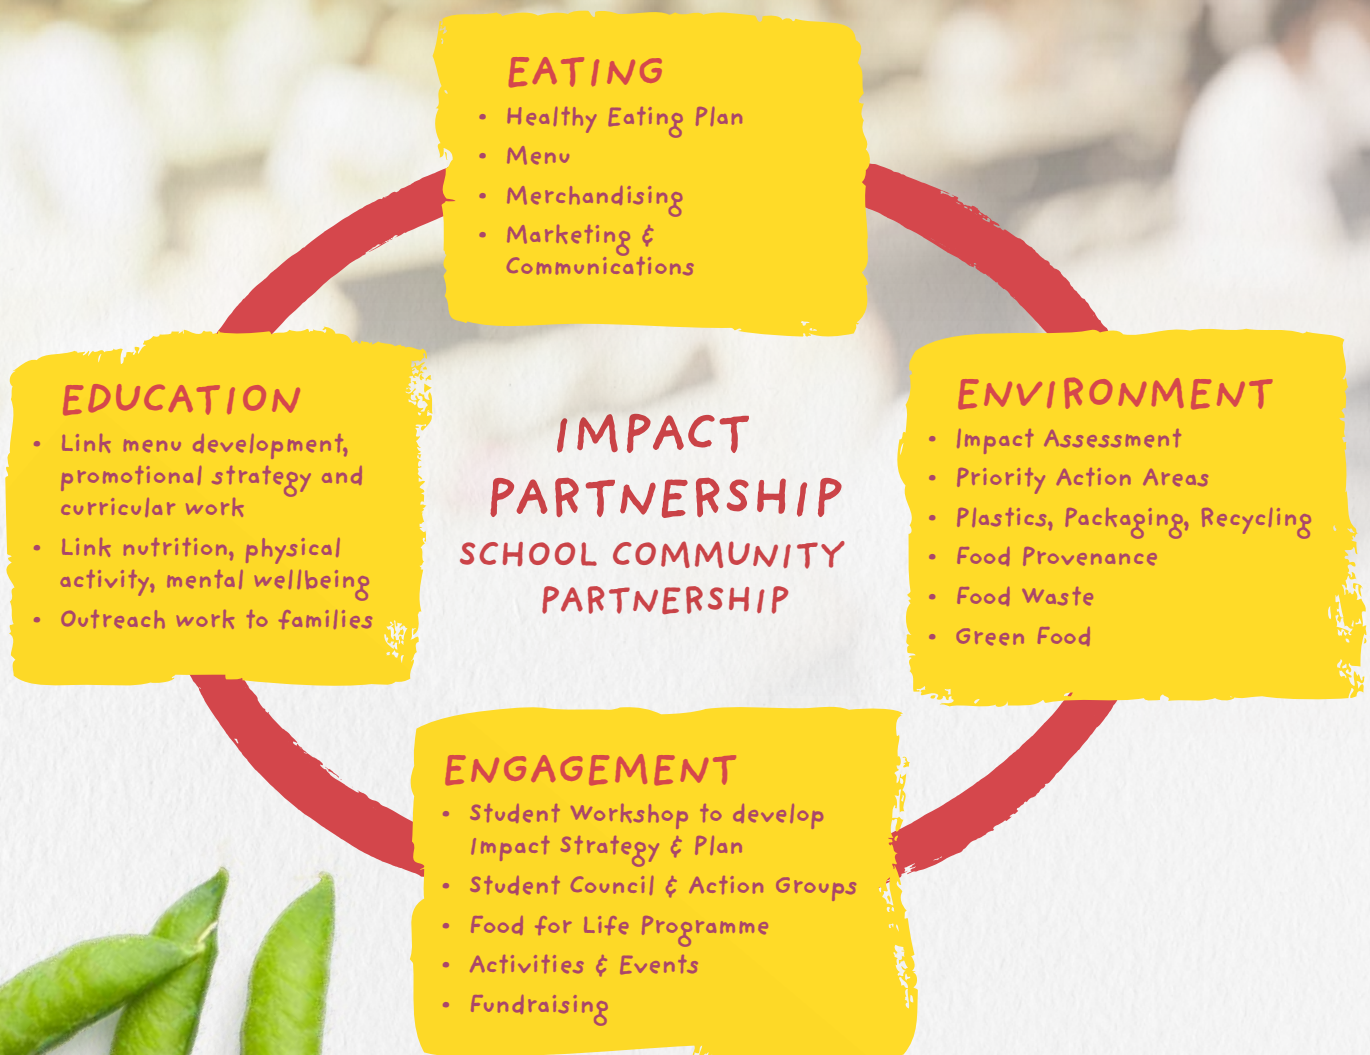 EATING
• Healthy Eating Plan
• Menu
• Merchandising
• Marketing &
Communications
EDUCATION
• Link menu development,
promotional strategy and
curricular work
• Link nutrition, physical
activity, mental wellbeing
• Outreach work to families
IMPACT
PARTNERSHIP
SCHOOL COMMUNITY
PARTNERSHIP
ENVIRONMENT
• Impact Assessment
• Priority Action Areas
• Plastics, Packaging, Recycling
• Food Provenance
• Food Waste
• Green Food
ENGAGEMENT
• Student Workshop to develop
Impact Strategy & Plan
• Student Council & Action Groups
• Food for Life Programme
• Activities & Events
• Fundraising